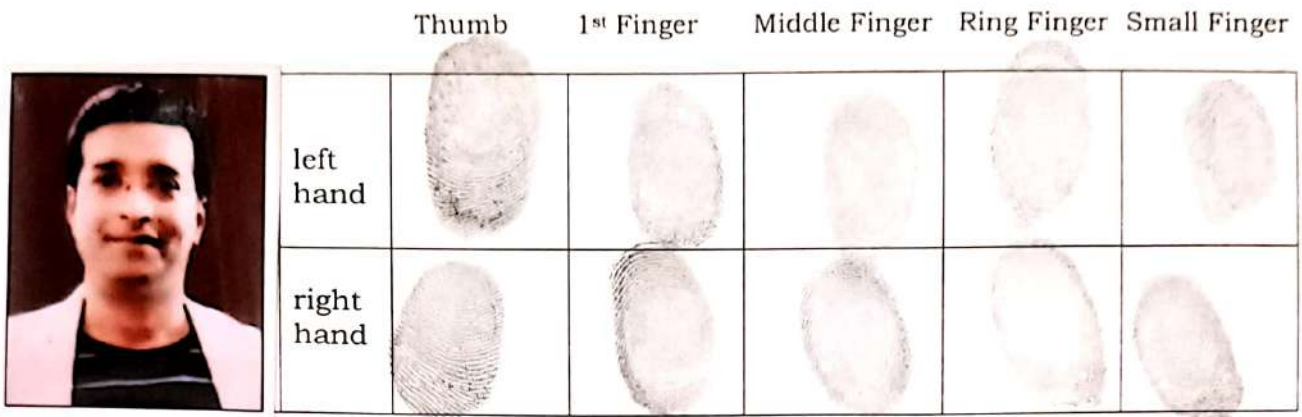 Thumb 1st Finger Middle Finger Ring Finger Small Finger
left
hand
right
hand